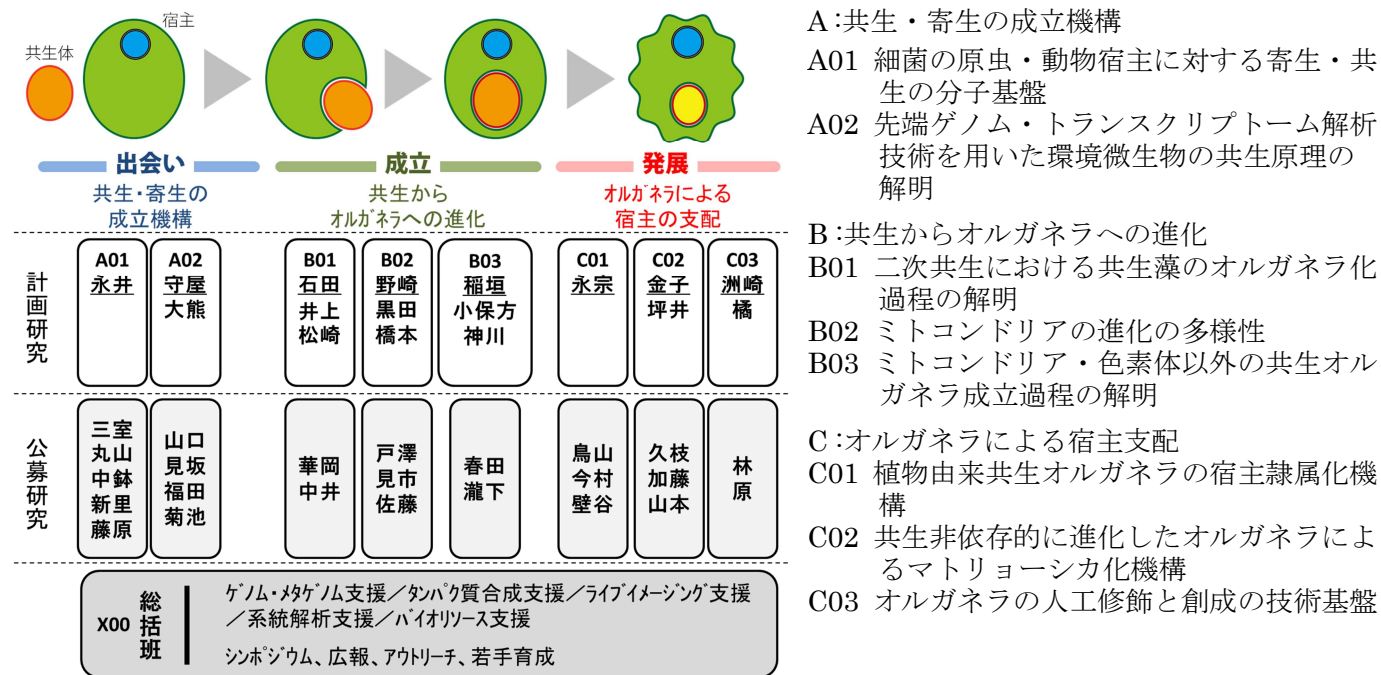 宿主
共生体
出会い
成立
発展
共生・寄生の
成立機構
共生から
オルガネラへの進化
オルガネラによる
宿主の支配
計画研究
A01
永井
A02
守屋
大熊
B01
石田
井上
松崎
B02
野崎
黒田
橋本
B03
稲垣
小保方
神川
C01
永宗
C02
金子
坪井
C03
洲崎
橘
公募研究
三室
丸山
中鉢
新里
藤原
山口
見坂
福田
菊池
華岡
中井
戸澤
見市
佐藤
春田
瀧下
鳥山
今村
壁谷
久枝
加藤
山本
林
原
X00
総括班
ゲノム・メタゲノム支援／タンパク質合成支援／ライブイメージング支援
／系統解析支援／バイオリソース支援
シンポジウム、広報、アウトリーチ、若手育成
A：共生・寄生の成立機構
A01 細菌の原虫・動物宿主に対する寄生・共
生の分子基盤
A02 先端ゲノム・トランスクリプトーム解析
技術を用いた環境微生物の共生原理の
解明
B：共生からオルガネラへの進化
B01 二次共生における共生藻のオルガネラ化
過程の解明
B02 ミトコンドリアの進化の多様性
B03 ミトコンドリア・色素体以外の共生オル
ガネラ成立過程の解明
C：オルガネラによる宿主支配
C01 植物由来共生オルガネラの宿主隷属化機
構
C02 共生非依存的に進化したオルガネラによ
るマトリョーシカ化機構
C03 オルガネラの人工修飾と創成の技術基盤